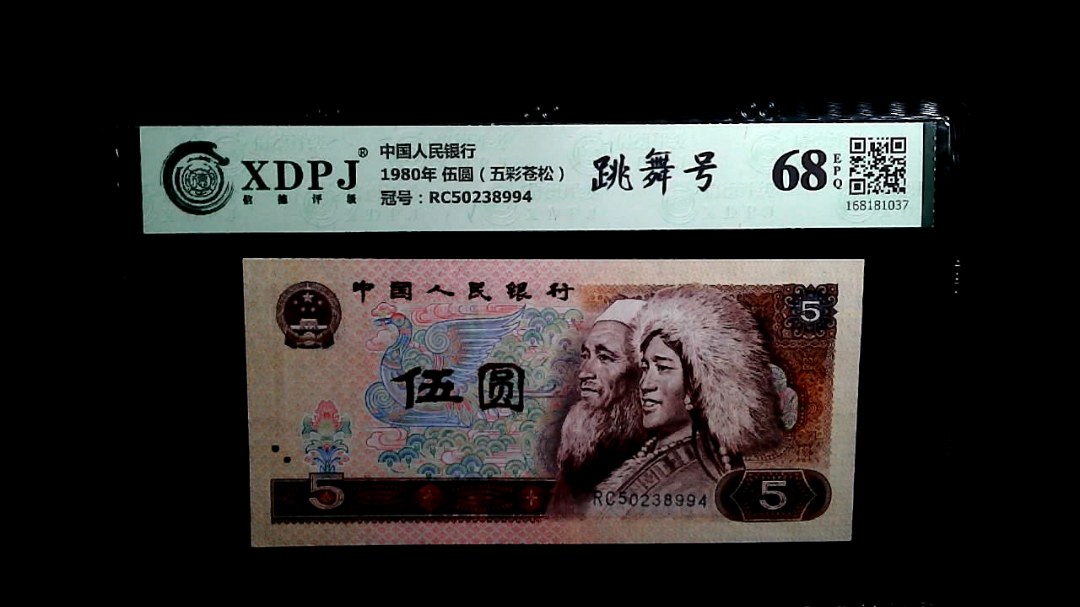 XDPJ®
信德评级
中国人民银行
1980年 伍圆（五彩苍松）
冠号：RC50238994
跳舞号
68
EPQ
168181037
中国人民银行
5
伍圆
5
RC50238994
5